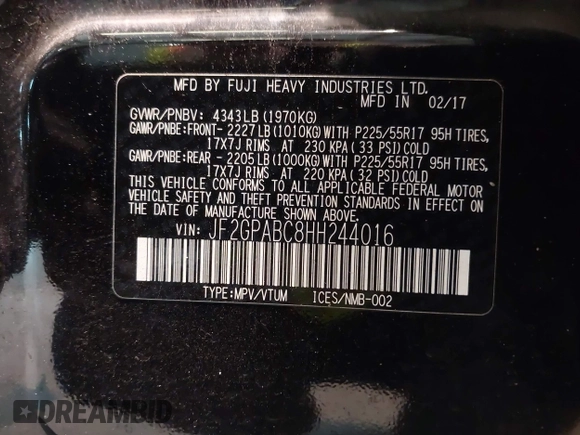 MFD BY FUJI HEAVY INDUSTRIES LTD.
MFD IN 02/17
GVWR/PNBV: 4343LB (1970KG)
GAWR/PNBE:FRONT- 2227LB (1010KG) WITH P225/55R17 95H TIRES,
17X7J RIMS AT 230 KPA ( 33 PSI) COLD
GAWR/PNBE:REAR - 2205LB (1000KG) WITH P225/55R17 95H TIRES,
17X7J RIMS AT 220 KPA ( 32 PSI) COLD
THIS VEHICLE CONFORMS TO ALL APPLICABLE FEDERAL MOTOR
VEHICLE SAFETY AND THEFT PREVENTION STANDARDS IN EFFECT ON
THE DATE OF MANUFACTURE SHOWN ABOVE.
VIN: JF2GPABC8HH244016
TYPE:MPV/VTUM ICES/NMB-002
DREAMBID